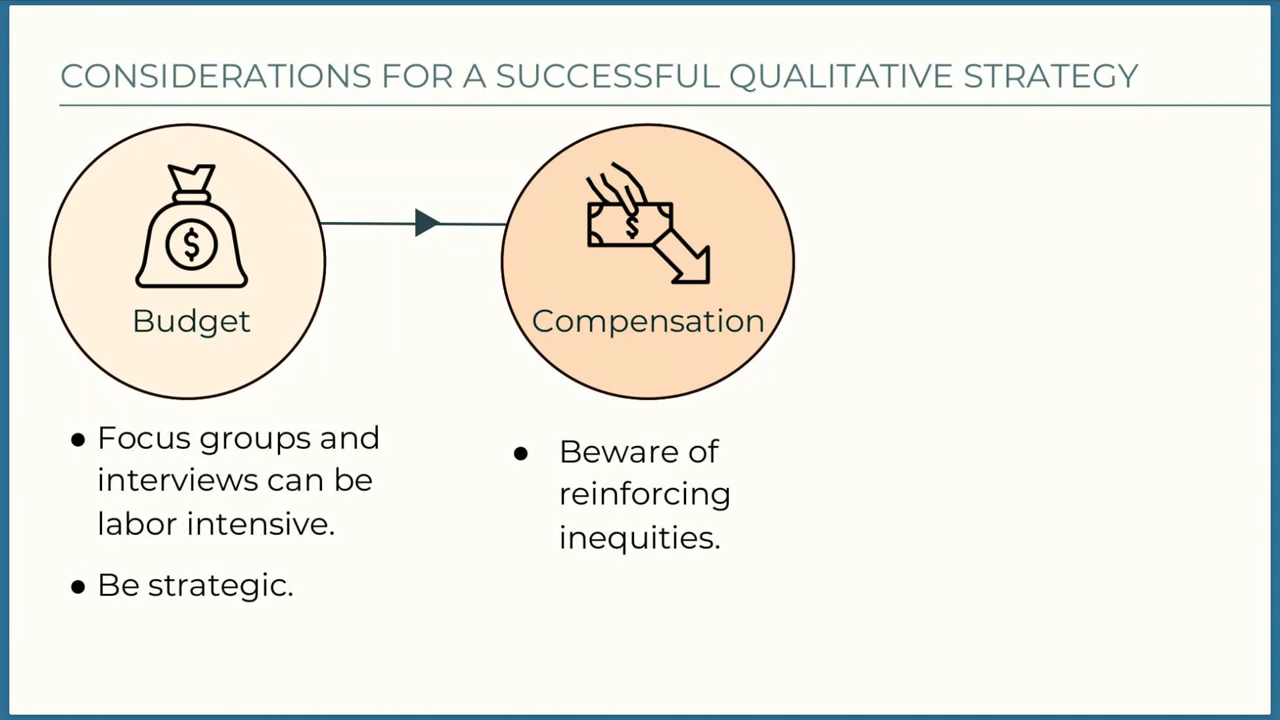 CONSIDERATIONS FOR A SUCCESSFUL QUALITATIVE STRATEGY
$
Budget
● Focus groups and
interviews can be
labor intensive.
● Be strategic.
$
Compensation
● Beware of
reinforcing
inequities.